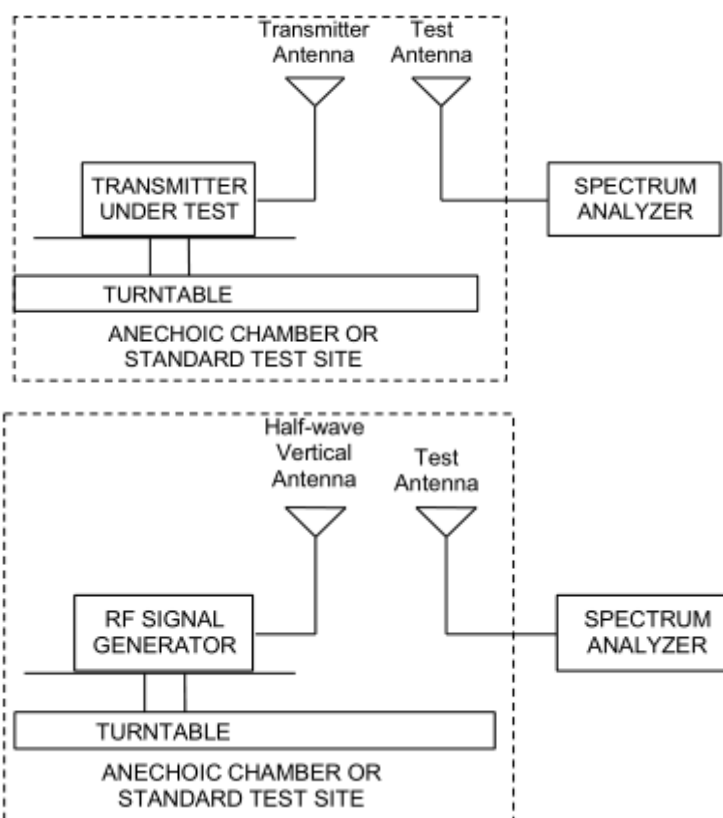 Transmitter
Antenna
Test
Antenna
TRANSMITTER
UNDER TEST
SPECTRUM
ANALYZER
TURNTABLE
ANECHOIC CHAMBER OR
STANDARD TEST SITE
Half-wave
Vertical
Antenna
Test
Antenna
RF SIGNAL
GENERATOR
SPECTRUM
ANALYZER
TURNTABLE
ANECHOIC CHAMBER OR
STANDARD TEST SITE